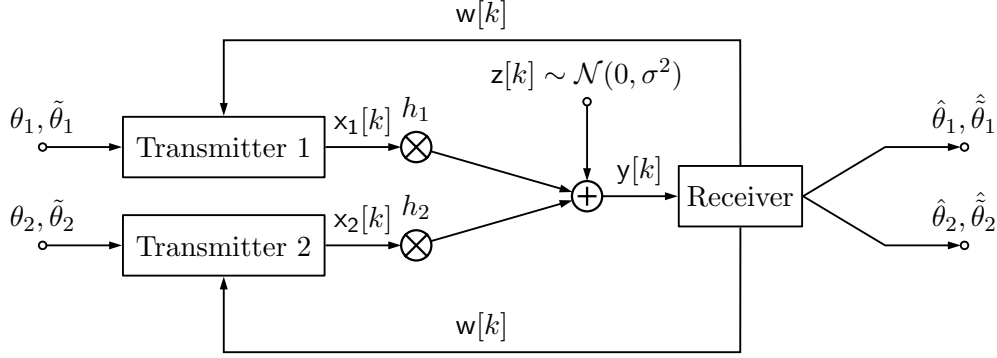 w[k]
z[k] ∼ 𝒩(0, σ²)
θ₁, θ̃₁
Transmitter 1
x₁[k]
h₁
θ̂₁, θ̃̂₁
y[k]
Receiver
θ₂, θ̃₂
Transmitter 2
x₂[k]
h₂
θ̂₂, θ̃̂₂
w[k]